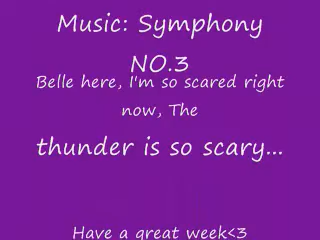 Music: Symphony
NO.3
Belle here, I'm so scared right
now, The
thunder is so scary...
Have a great week<3